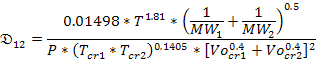 𝔇₁₂ = 0.01498 * T^1.81 * (1/MW₁ + 1/MW₂)^0.5 / P * (T_cr1 * T_cr2)^0.1405 * [Vo_cr1^0.4 + Vo_cr2^0.4]^2